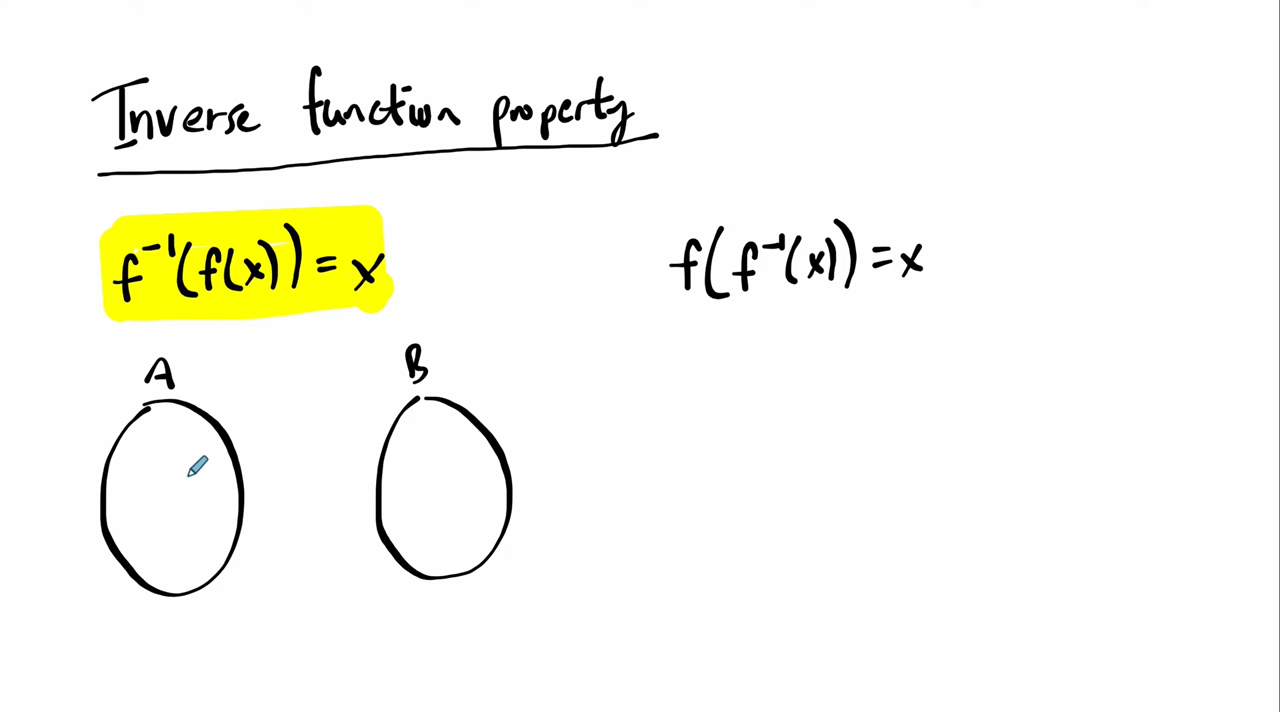 Inverse function property
f⁻¹(f(x)) = x
f(f⁻¹(x)) = x
A
B